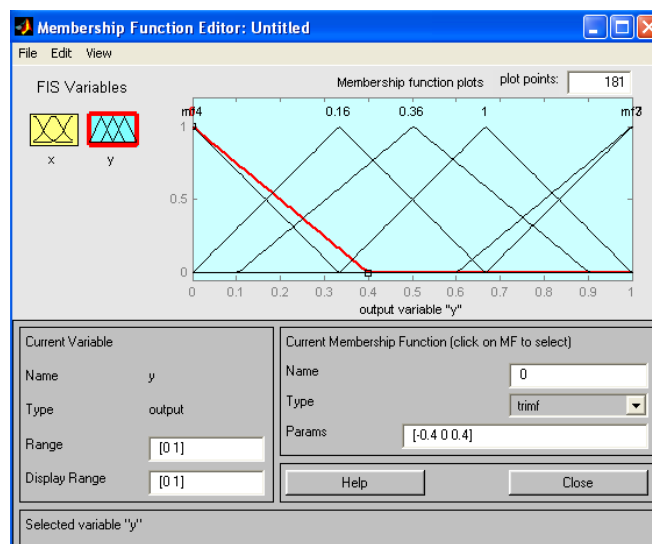 Membership Function Editor: Untitled
File Edit View
FIS Variables
Membership function plots plot points: 181
x
y
0.16 0.36 1
1
0.5
0
0 0.1 0.2 0.3 0.4 0.5 0.6 0.7 0.8 0.9 1
output variable "y"
Current Variable
Name y
Type output
Range [0 1]
Display Range [0 1]
Current Membership Function (click on MF to select)
Name 0
Type trimf
Params [-0.4 0 0.4]
Help Close
Selected variable "y"